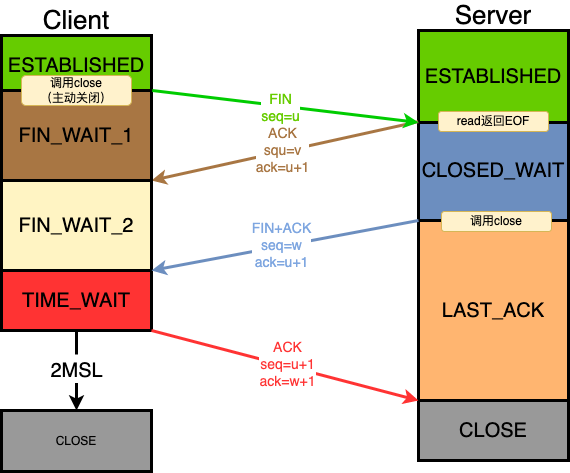 Client
Server
ESTABLISHED
调用close
（主动关闭）
FIN_WAIT_1
FIN_WAIT_2
TIME_WAIT
2MSL
CLOSE
FIN
seq=u
ACK
squ=v
ack=u+1
FIN+ACK
seq=w
ack=u+1
ACK
seq=u+1
ack=w+1
ESTABLISHED
read返回EOF
CLOSED_WAIT
调用close
LAST_ACK
CLOSE